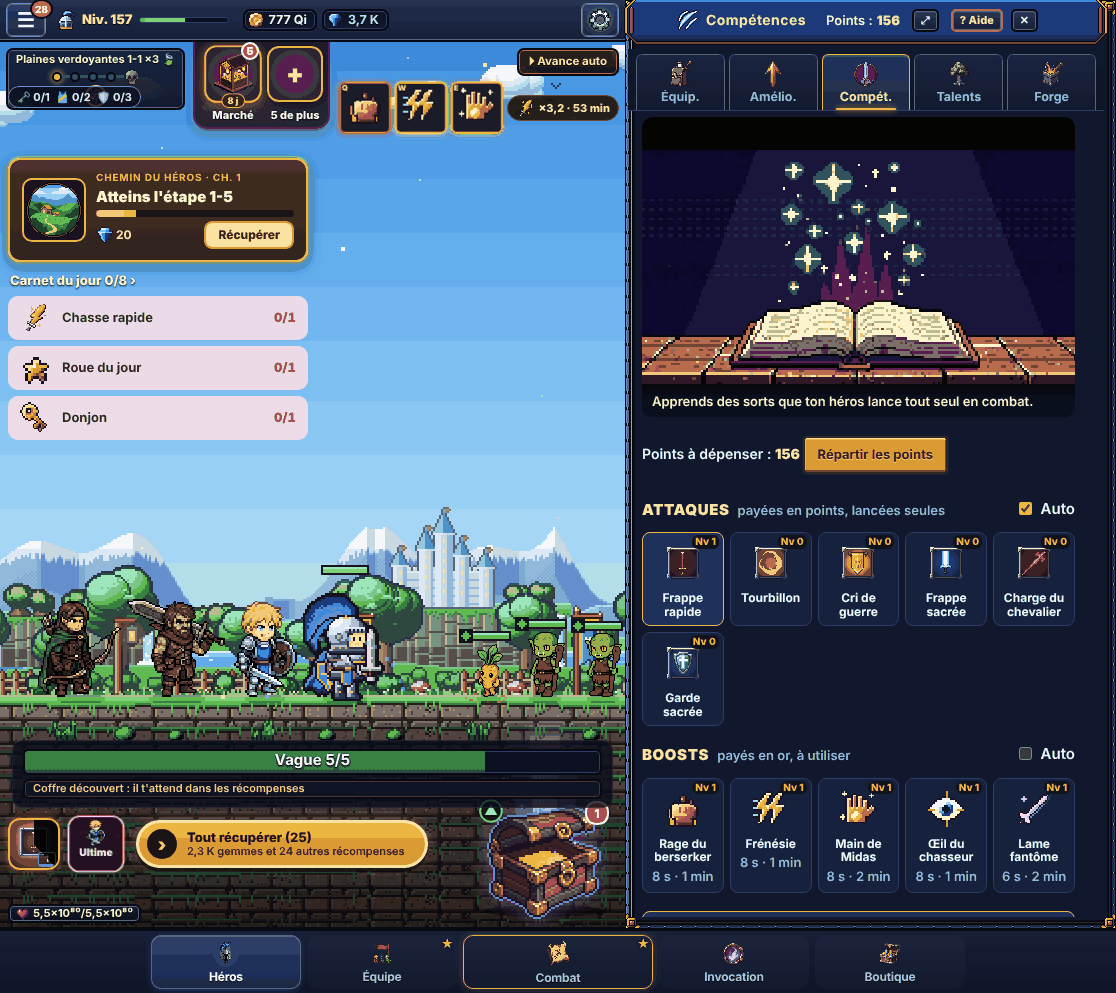 28
Niv. 157
777 Qi
3,7 K
Plaines verdoyantes 1-1 ×3
0/1
0/2
0/3
5
8 j
Marché
5 de plus
Q
W
E
Avance auto
×3,2 · 53 min
CHEMIN DU HÉROS · CH. 1
Atteins l'étape 1-5
20
Récupérer
Carnet du jour 0/8 ›
Chasse rapide
0/1
Roue du jour
0/1
Donjon
0/1
Vague 5/5
Coffre découvert : il t'attend dans les récompenses
Ultime
Tout récupérer (25)
2,3 K gemmes et 24 autres récompenses
1
5,5×10⁸⁰/5,5×10⁸⁰
Compétences
Points : 156
? Aide
×
Équip.
Amélio.
Compét.
Talents
Forge
Apprends des sorts que ton héros lance tout seul en combat.
Points à dépenser : 156
Répartir les points
ATTAQUES payées en points, lancées seules
Auto
Nv 1
Frappe
rapide
Nv 0
Tourbillon
Nv 0
Cri de
guerre
Nv 0
Frappe
sacrée
Nv 0
Charge du
chevalier
Nv 0
Garde
sacrée
BOOSTS payés en or, à utiliser
Auto
Nv 1
Rage du
berserker
8 s · 1 min
Nv 1
Frénésie
8 s · 1 min
Nv 1
Main de
Midas
8 s · 2 min
Nv 1
Œil du
chasseur
8 s · 1 min
Nv 1
Lame
fantôme
6 s · 2 min
Héros
Équipe
Combat
Invocation
Boutique